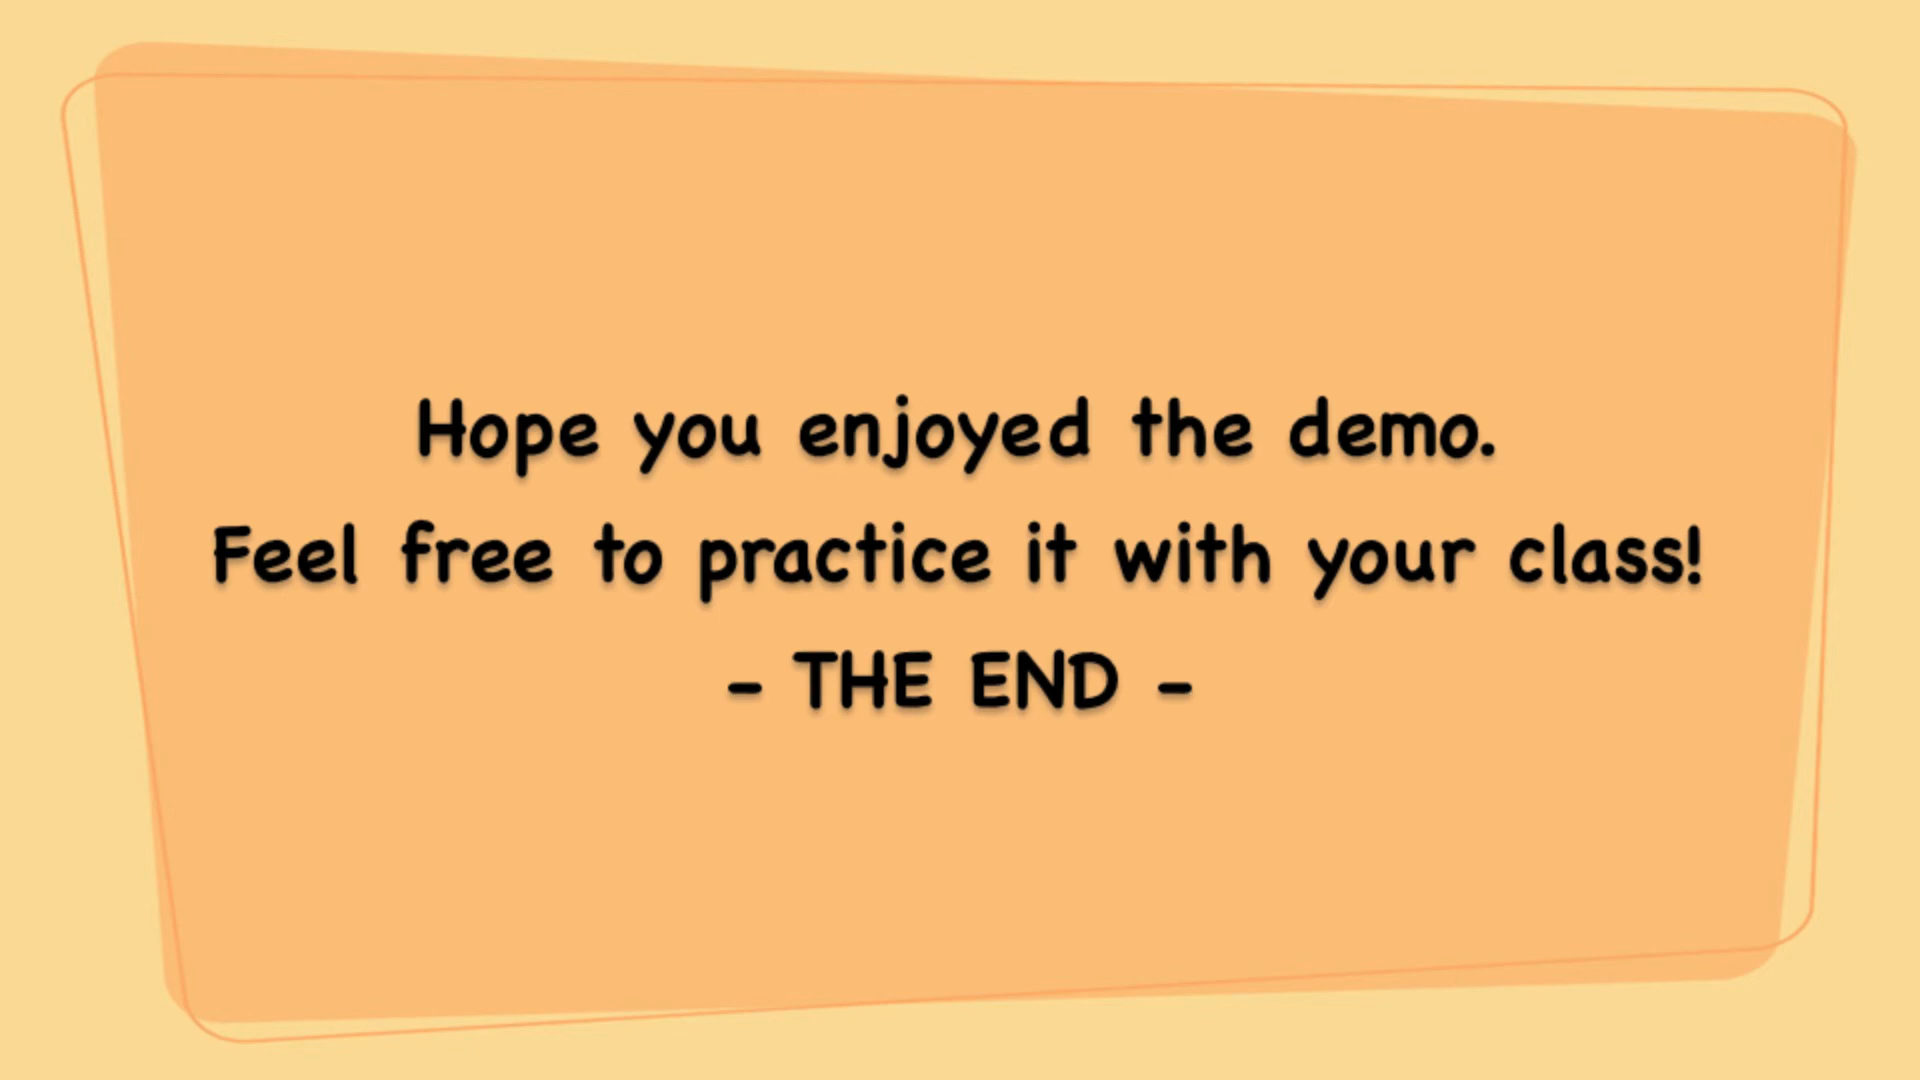 Hope you enjoyed the demo.
Feel free to practice it with your class!
- THE END -